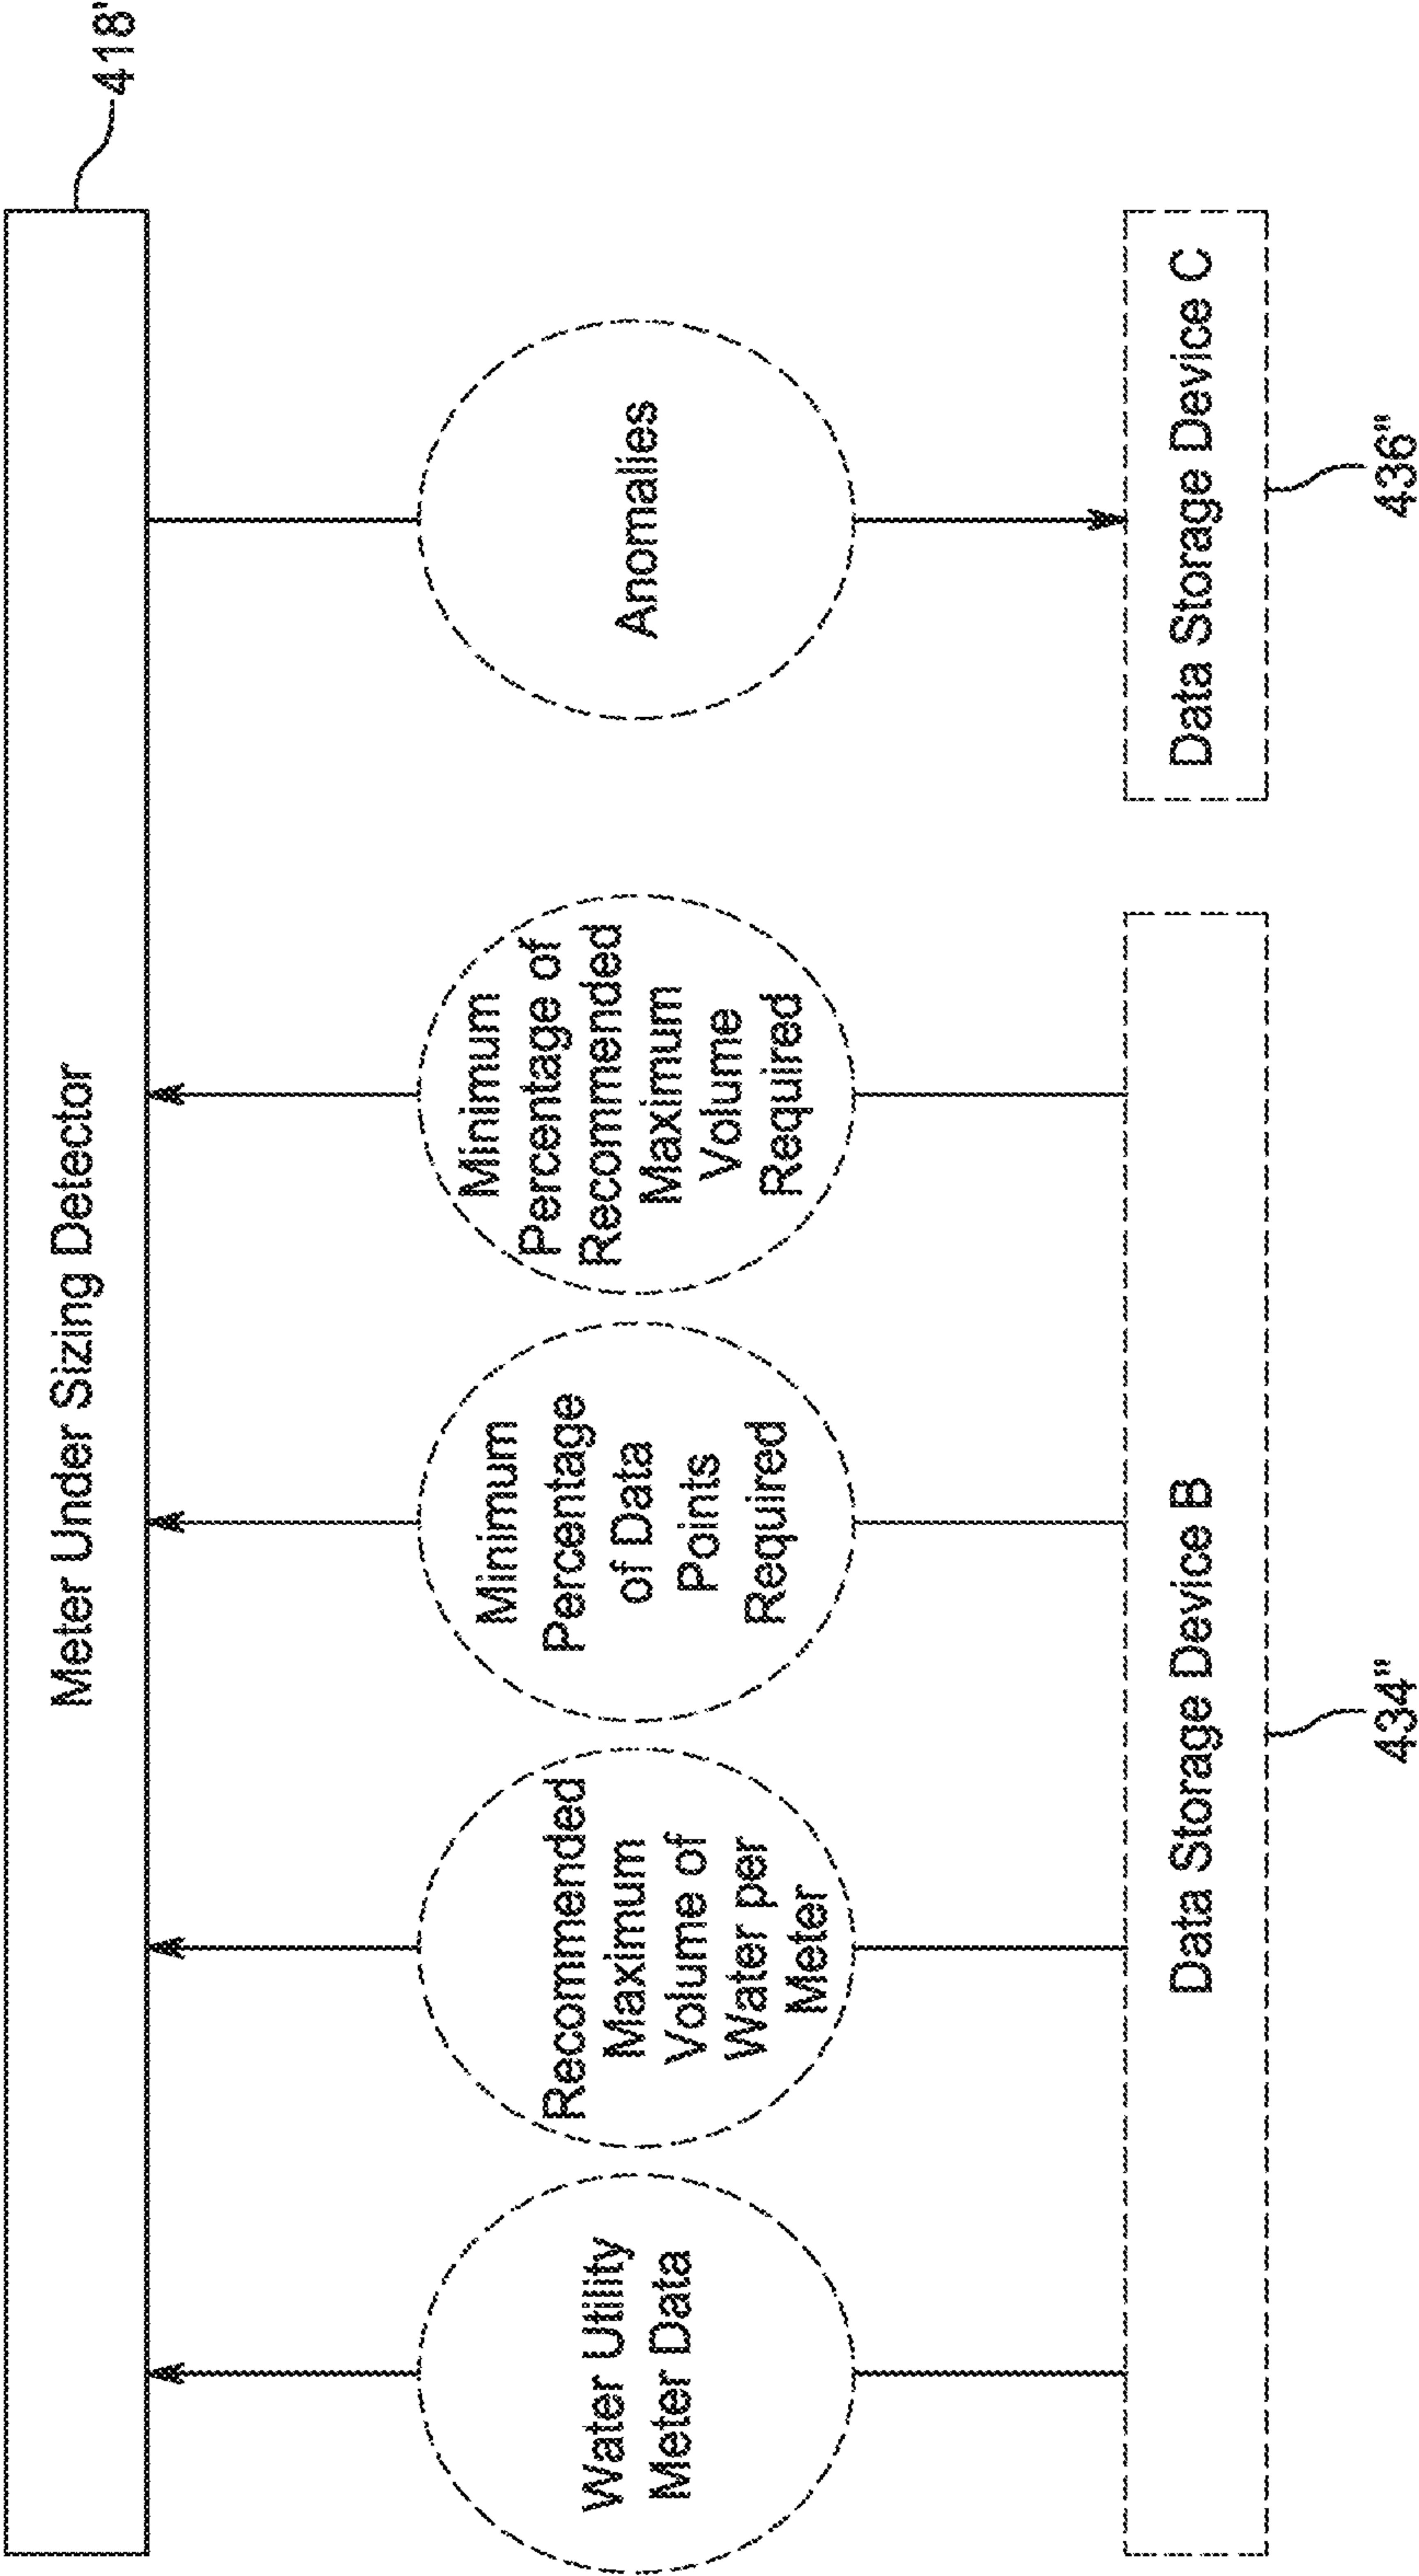 418'
Meter Under Sizing Detector
Water Utility
Meter Data
Recommended
Maximum
Volume of
Water per
Meter
Minimum
Percentage
of Data
Points
Required
Minimum
Percentage of
Recommended
Maximum
Volume
Required
Anomalies
Data Storage Device B
Data Storage Device C
434"
436"